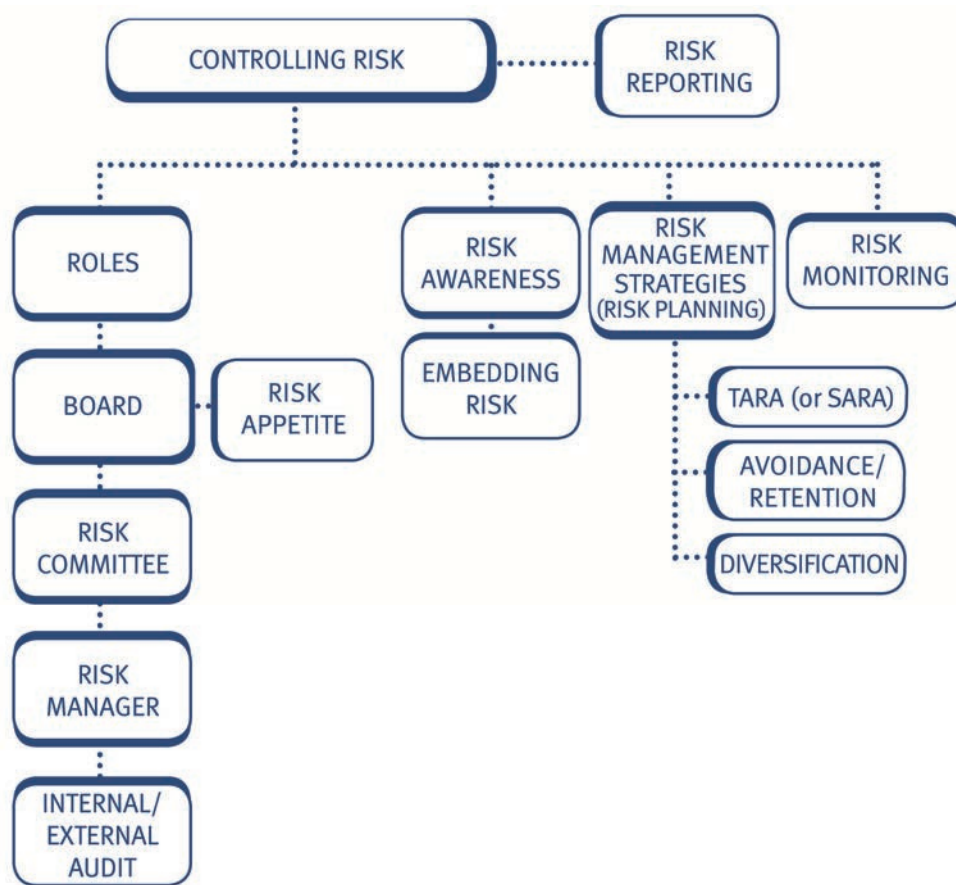 CONTROLLING RISK
RISK
REPORTING
ROLES
RISK
AWARENESS
RISK
MANAGEMENT
STRATEGIES
(RISK PLANNING)
RISK
MONITORING
BOARD
RISK
APPETITE
EMBEDDING
RISK
TARA (or SARA)
AVOIDANCE/
RETENTION
DIVERSIFICATION
RISK
COMMITTEE
RISK
MANAGER
INTERNAL/
EXTERNAL
AUDIT